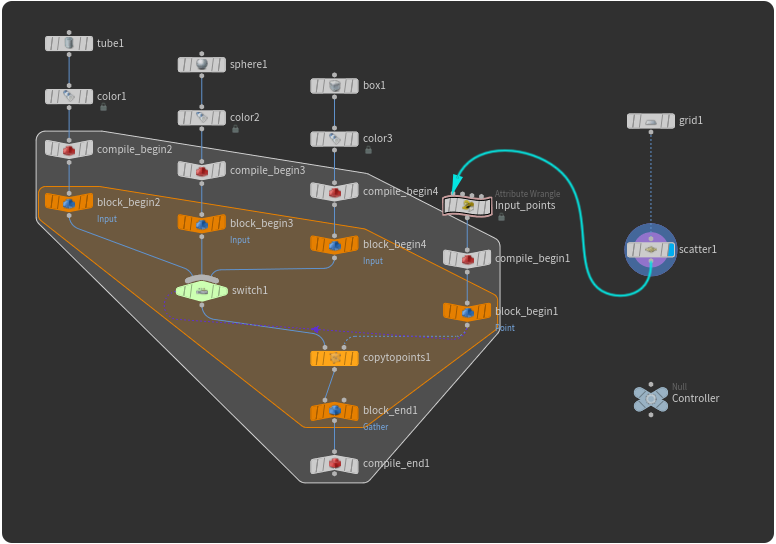 tube1
sphere1
box1
color1
color2
grid1
color3
compile_begin2
compile_begin3
compile_begin4
Attribute Wrangle
Input_points
block_begin2
Input
block_begin3
Input
block_begin4
Input
scatter1
compile_begin1
switch1
block_begin1
Point
copytopoints1
Null
Controller
block_end1
Gather
compile_end1